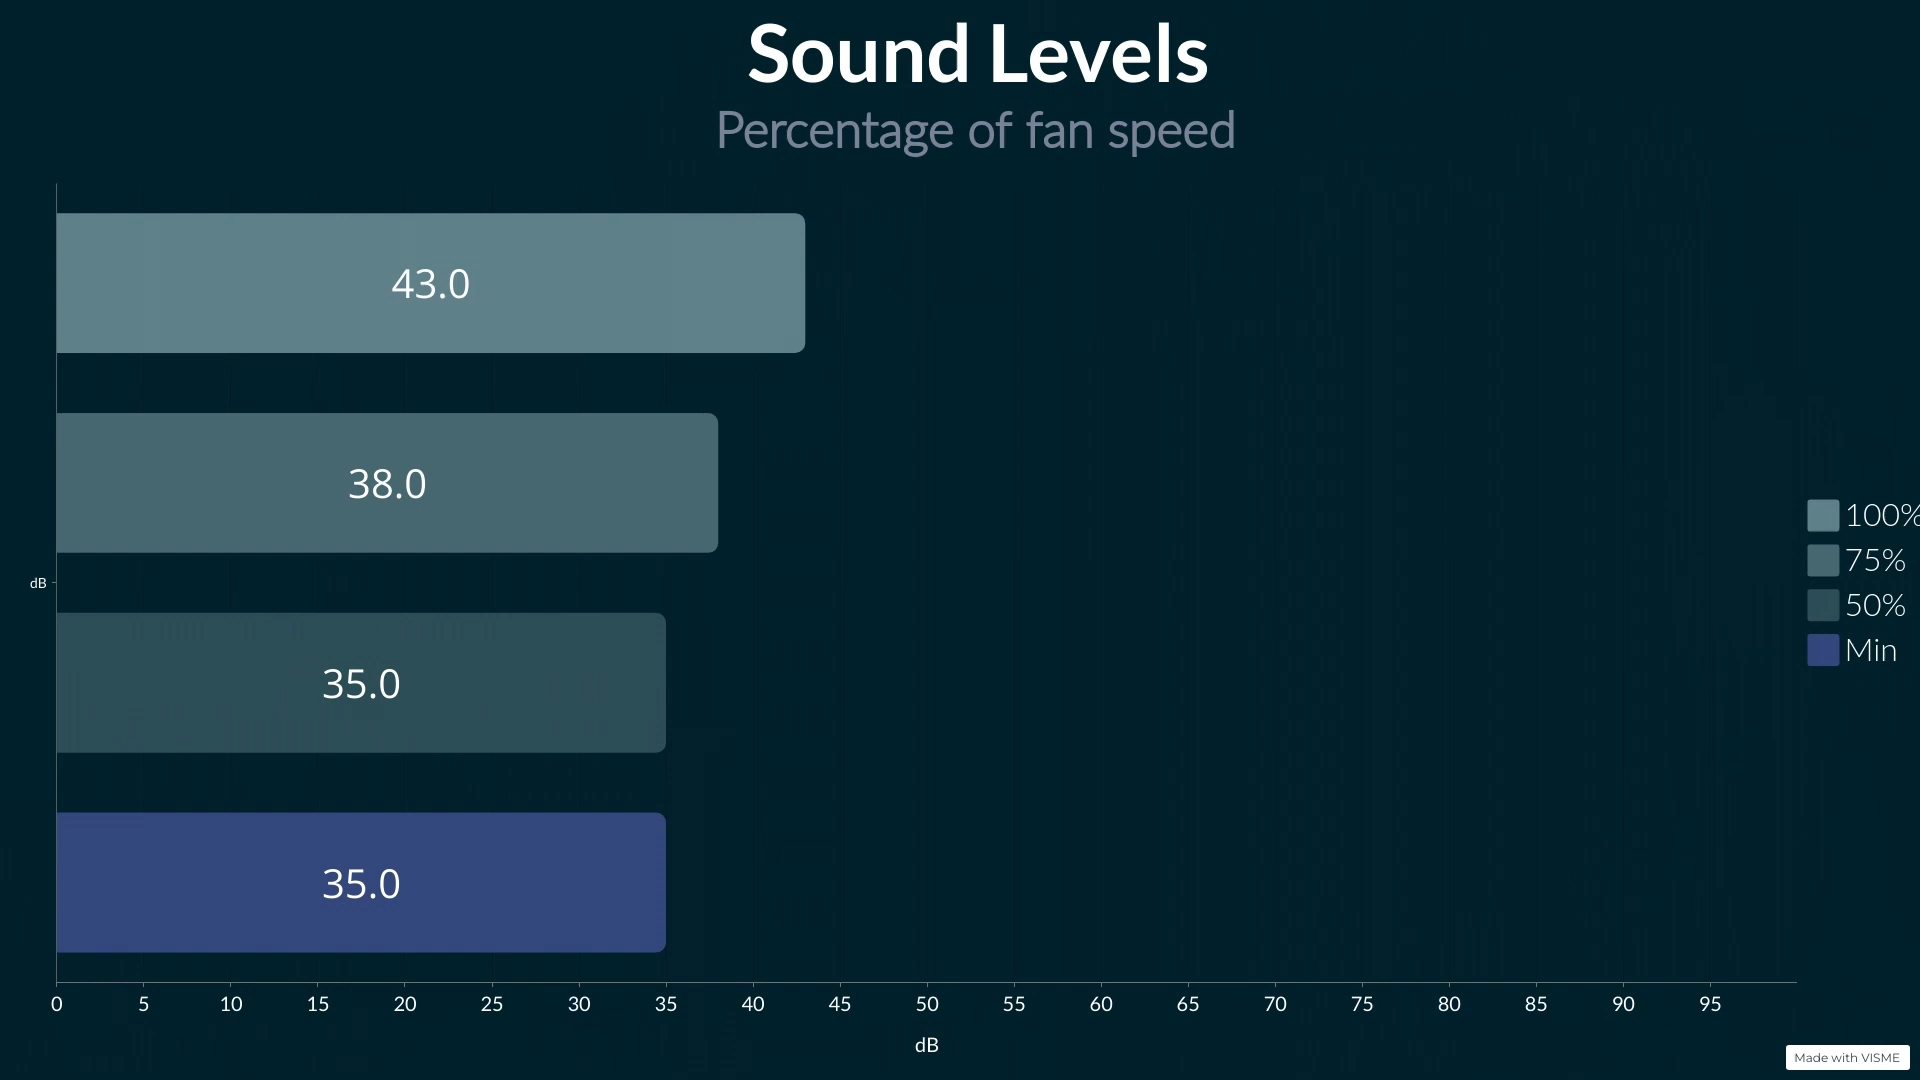 Sound Levels
Percentage of fan speed
43.0
38.0
dB
35.0
35.0
100%
75%
50%
Min
0 5 10 15 20 25 30 35 40 45 50 55 60 65 70 75 80 85 90 95
dB
Made with VISME